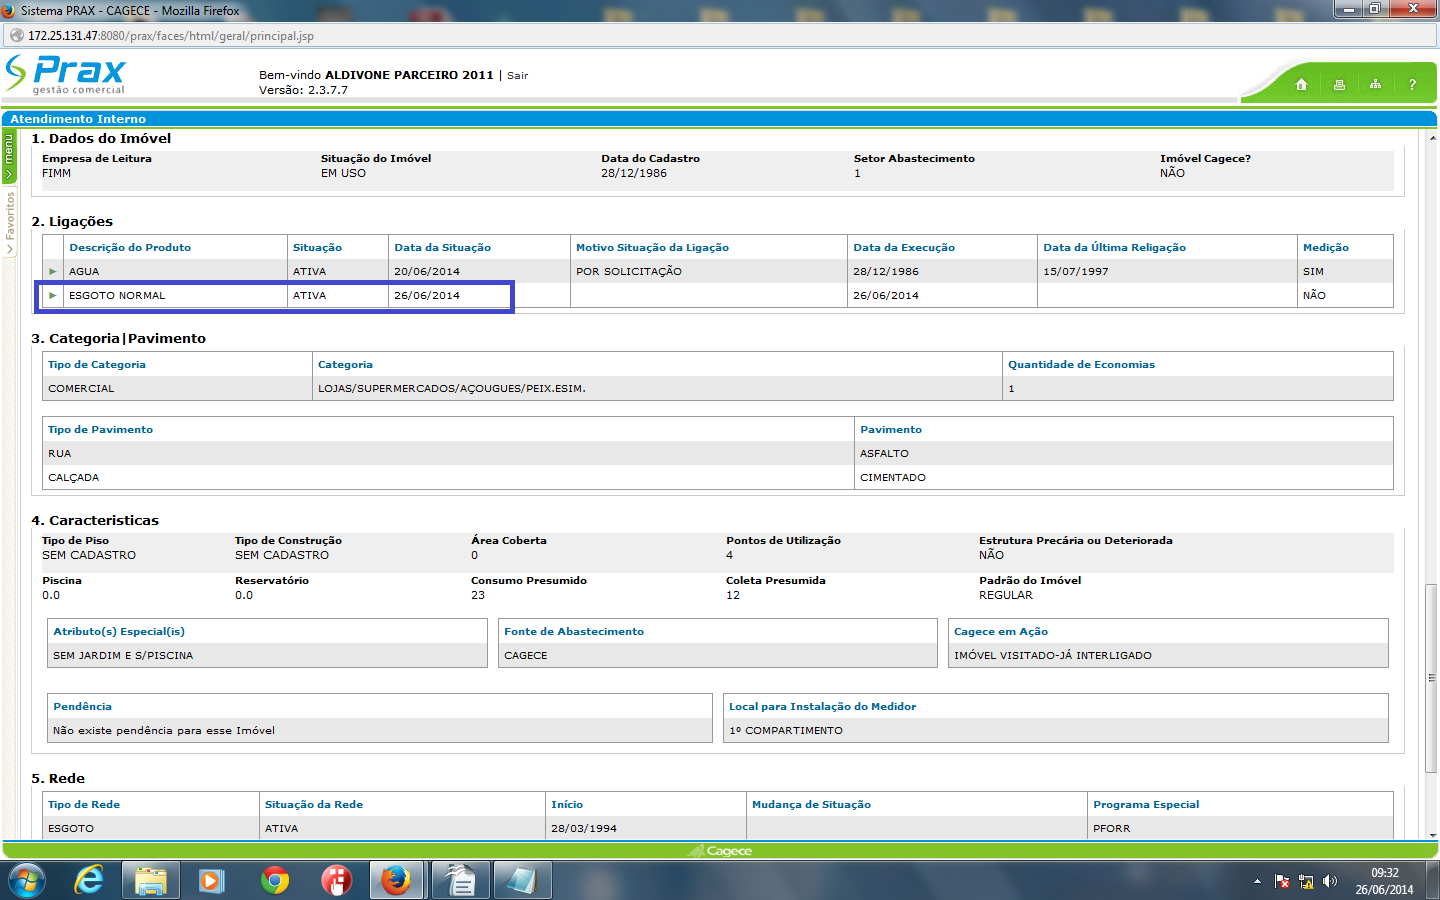 Sistema PRAX - CAGECE - Mozilla Firefox
172.25.131.47:8080/prax/faces/html/geral/principal.jsp
Prax
gestão comercial
Bem-vindo ALDIVONE PARCEIRO 2011 | Sair
Versão: 2.3.7.7
?
Atendimento Interno
menu
Favoritos
1. Dados do Imóvel
Empresa de Leitura Situação do Imóvel Data do Cadastro Setor Abastecimento Imóvel Cagece?
FIMM EM USO 28/12/1986 1 NÃO
2. Ligações
Descrição do Produto Situação Data da Situação Motivo Situação da Ligação Data da Execução Data da Última Religação Medição
AGUA ATIVA 20/06/2014 POR SOLICITAÇÃO 28/12/1986 15/07/1997 SIM
ESGOTO NORMAL ATIVA 26/06/2014 26/06/2014 NÃO
3. Categoria|Pavimento
Tipo de Categoria Categoria Quantidade de Economias
COMERCIAL LOJAS/SUPERMERCADOS/AÇOUGUES/PEIX.ESIM. 1
Tipo de Pavimento Pavimento
RUA ASFALTO
CALÇADA CIMENTADO
4. Caracteristicas
Tipo de Piso Tipo de Construção Área Coberta Pontos de Utilização Estrutura Precária ou Deteriorada
SEM CADASTRO SEM CADASTRO 0 4 NÃO
Piscina Reservatório Consumo Presumido Coleta Presumida Padrão do Imóvel
0.0 0.0 23 12 REGULAR
Atributo(s) Especial(is) Fonte de Abastecimento Cagece em Ação
SEM JARDIM E S/PISCINA CAGECE IMÓVEL VISITADO-JÁ INTERLIGADO
Pendência Local para Instalação do Medidor
Não existe pendência para esse Imóvel 1º COMPARTIMENTO
5. Rede
Tipo de Rede Situação da Rede Início Mudança de Situação Programa Especial
ESGOTO ATIVA 28/03/1994 PFORR
Cagece
09:32
26/06/2014